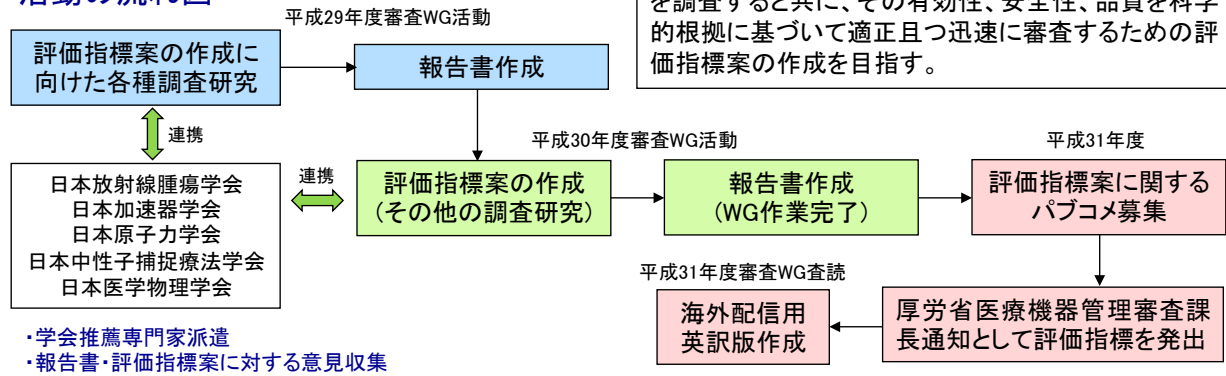 活動の流れ図
を調査すると共に、その有効性、安全性、品質を科学
的根拠に基づいて適正且つ迅速に審査するための評
価指標案の作成を目指す。
平成29年度審査WG活動
評価指標案の作成に
向けた各種調査研究
報告書作成
連携
平成30年度審査WG活動
平成31年度
日本放射線腫瘍学会
日本加速器学会
日本原子力学会
日本中性子捕捉療法学会
日本医学物理学会
連携
評価指標案の作成
(その他の調査研究)
報告書作成
(WG作業完了)
評価指標案に関する
パブコメ募集
平成31年度審査WG査読
海外配信用
英訳版作成
厚労省医療機器管理審査課
長通知として評価指標を発出
・学会推薦専門家派遣
・報告書・評価指標案に対する意見収集